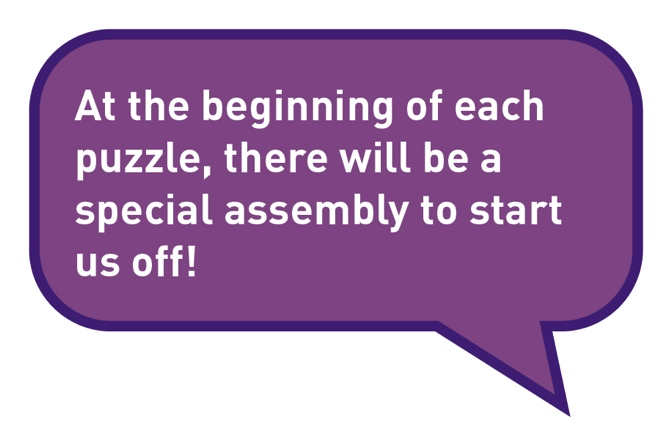 At the beginning of each
puzzle, there will be a
special assembly to start
us off!